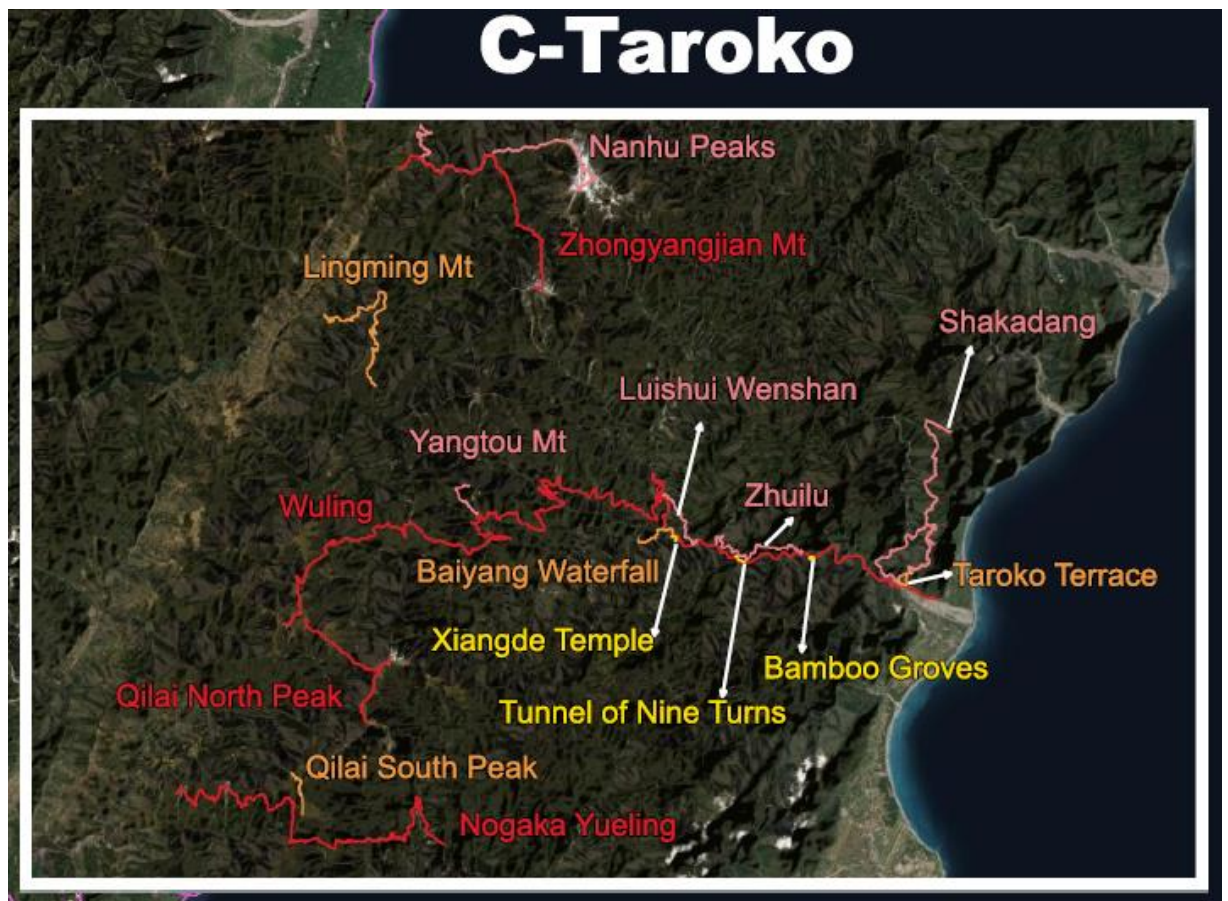 C-Taroko
Nanhu Peaks
Zhongyangjian Mt
Lingming Mt
Shakadang
Luishui Wenshan
Yangtou Mt
Zhuilu
Wuling
Baiyang Waterfall
Taroko Terrace
Xiangde Temple
Bamboo Groves
Qilai North Peak
Tunnel of Nine Turns
Qilai South Peak
Nogaka Yueling